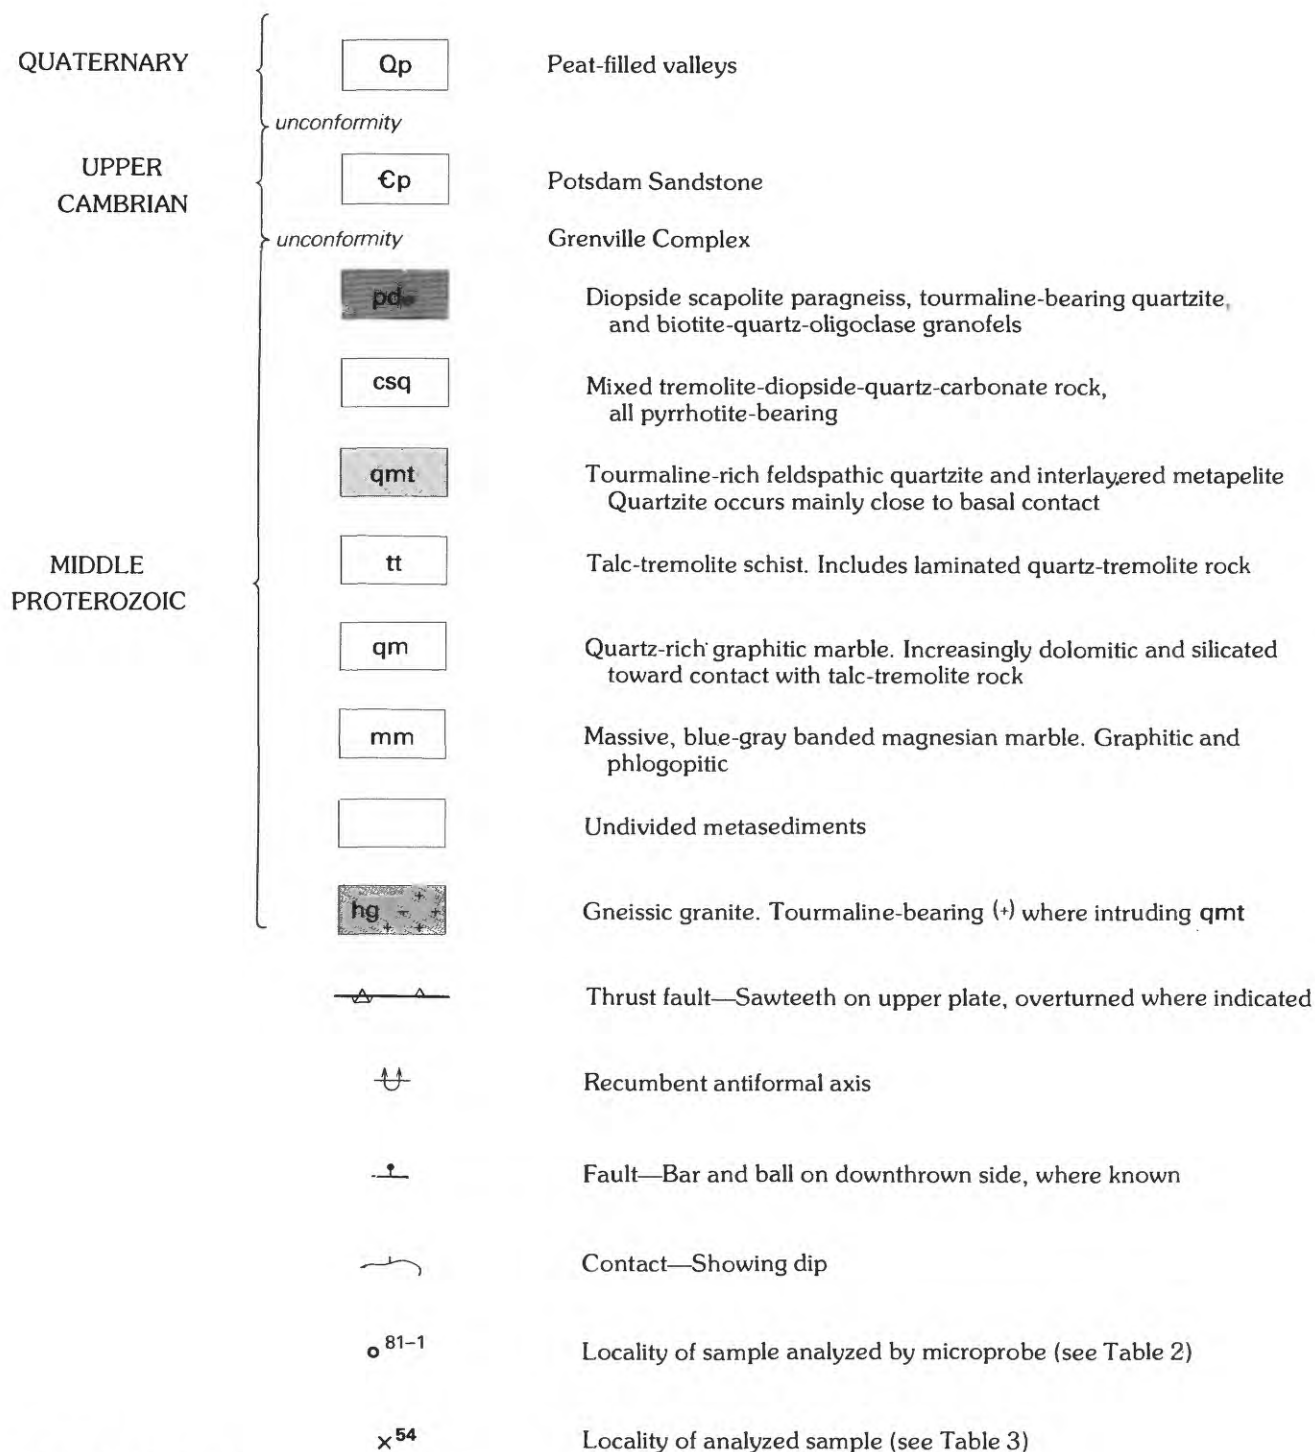 QUATERNARY
Qp
Peat-filled valleys
unconformity
UPPER
CAMBRIAN
Єp
Potsdam Sandstone
unconformity
Grenville Complex
pd
Diopside scapolite paragneiss, tourmaline-bearing quartzite,
and biotite-quartz-oligoclase granofels
csq
Mixed tremolite-diopside-quartz-carbonate rock,
all pyrrhotite-bearing
qmt
Tourmaline-rich feldspathic quartzite and interlayered metapelite
Quartzite occurs mainly close to basal contact
MIDDLE
PROTEROZOIC
tt
Talc-tremolite schist. Includes laminated quartz-tremolite rock
qm
Quartz-rich graphitic marble. Increasingly dolomitic and silicated
toward contact with talc-tremolite rock
mm
Massive, blue-gray banded magnesian marble. Graphitic and
phlogopitic
Undivided metasediments
hg
Gneissic granite. Tourmaline-bearing (+) where intruding qmt
Thrust fault—Sawteeth on upper plate, overturned where indicated
Recumbent antiformal axis
Fault—Bar and ball on downthrown side, where known
Contact—Showing dip
81–1
Locality of sample analyzed by microprobe (see Table 2)
54
Locality of analyzed sample (see Table 3)